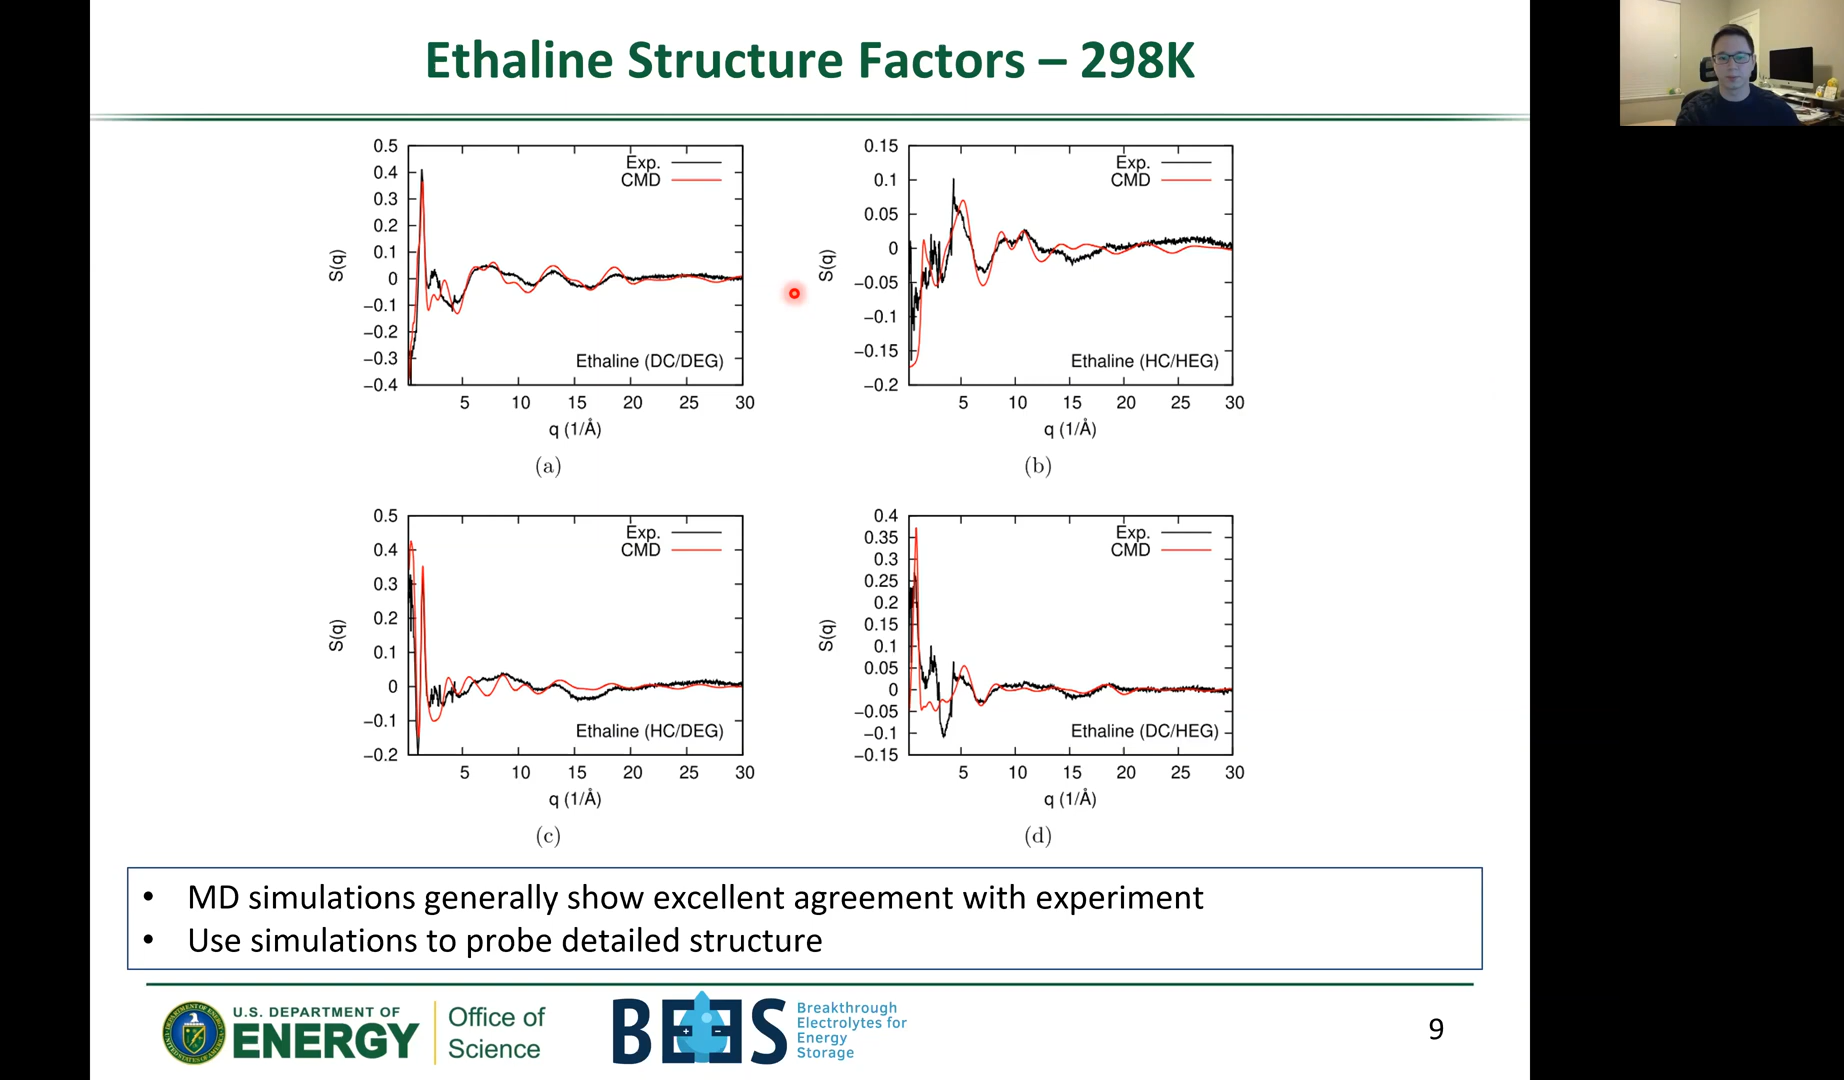 Ethaline Structure Factors – 298K
0.5
0.4
0.3
0.2
0.1
0
−0.1
−0.2
−0.3
−0.4
S(q)
Exp.
CMD
Ethaline (DC/DEG)
5 10 15 20 25 30
q (1/Å)
(a)
0.15
0.1
0.05
0
−0.05
−0.1
−0.15
−0.2
S(q)
Exp.
CMD
Ethaline (HC/HEG)
5 10 15 20 25 30
q (1/Å)
(b)
0.5
0.4
0.3
0.2
0.1
0
−0.1
−0.2
S(q)
Exp.
CMD
Ethaline (HC/DEG)
5 10 15 20 25 30
q (1/Å)
(c)
0.4
0.35
0.3
0.25
0.2
0.15
0.1
0.05
0
−0.05
−0.1
−0.15
S(q)
Exp.
CMD
Ethaline (DC/HEG)
5 10 15 20 25 30
q (1/Å)
(d)
• MD simulations generally show excellent agreement with experiment
• Use simulations to probe detailed structure
U.S. DEPARTMENT OF
ENERGY
Office of
Science
BEES
Breakthrough
Electrolytes for
Energy
Storage
9